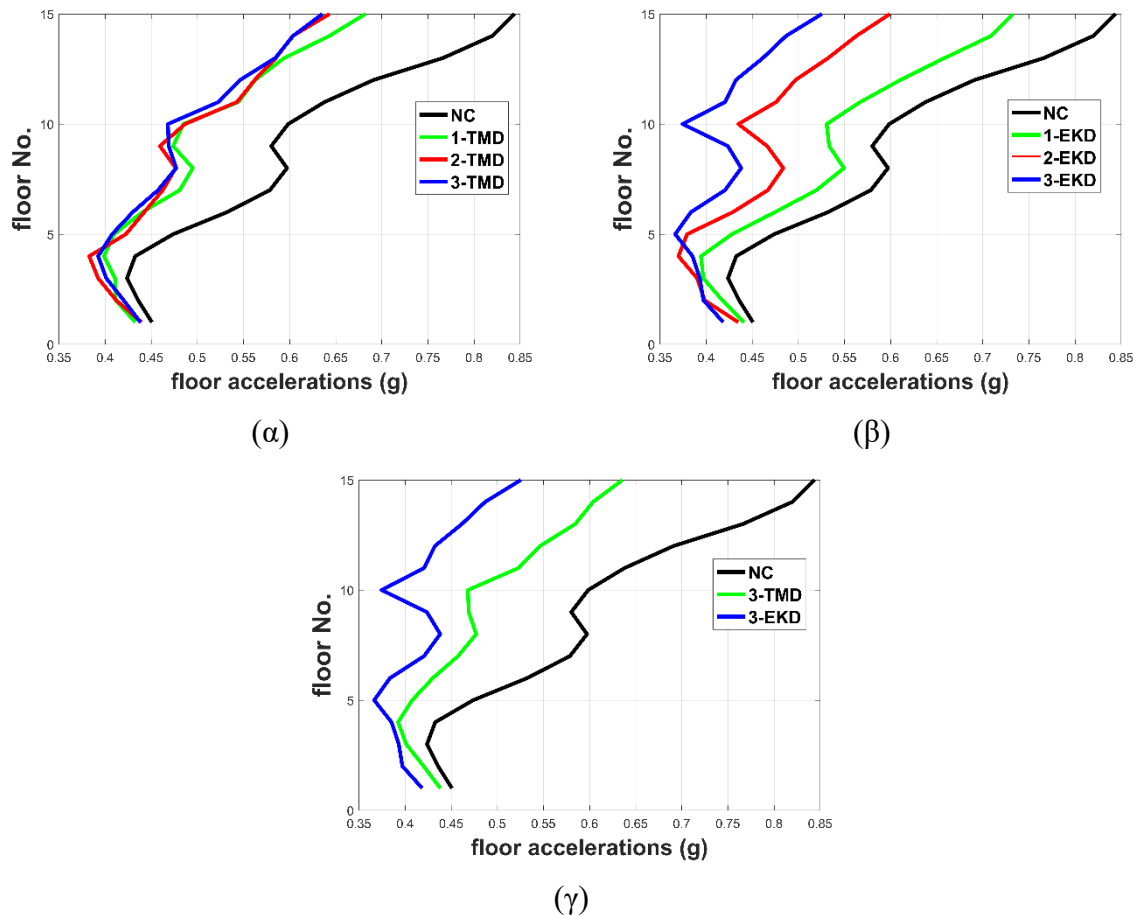 15
10
5
0
floor No.
NC
1-TMD
2-TMD
3-TMD
0.35 0.4 0.45 0.5 0.55 0.6 0.65 0.7 0.75 0.8 0.85
floor accelerations (g)
(α)
15
10
5
0
floor No.
NC
1-EKD
2-EKD
3-EKD
0.35 0.4 0.45 0.5 0.55 0.6 0.65 0.7 0.75 0.8 0.85
floor accelerations (g)
(β)
15
10
5
0
floor No.
NC
3-TMD
3-EKD
0.35 0.4 0.45 0.5 0.55 0.6 0.65 0.7 0.75 0.8 0.85
floor accelerations (g)
(γ)